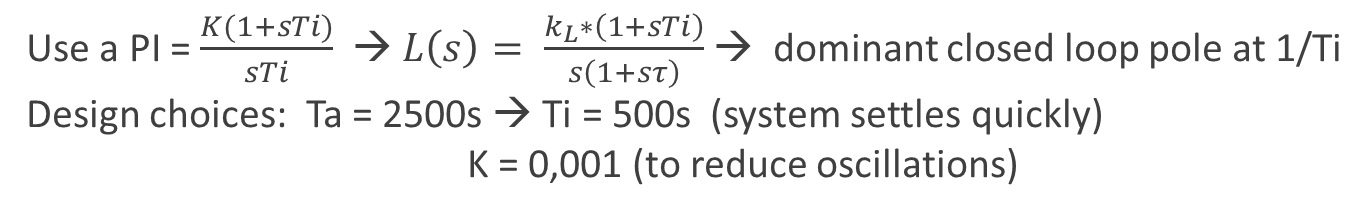 Use a PI = K(1+sTi)/sTi → L(s) = k_L*(1+sTi)/s(1+sτ) → dominant closed loop pole at 1/Ti
Design choices: Ta = 2500s → Ti = 500s (system settles quickly)
K = 0,001 (to reduce oscillations)